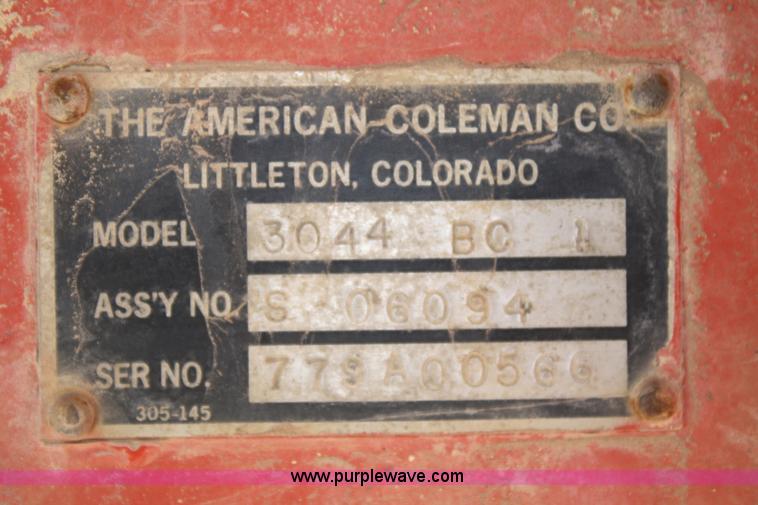 THE AMERICAN COLEMAN CO.
LITTLETON, COLORADO
MODEL 3044 BC 1
ASS'Y NO. S 06094
SER NO. 779A00566
305-145
www.purplewave.com